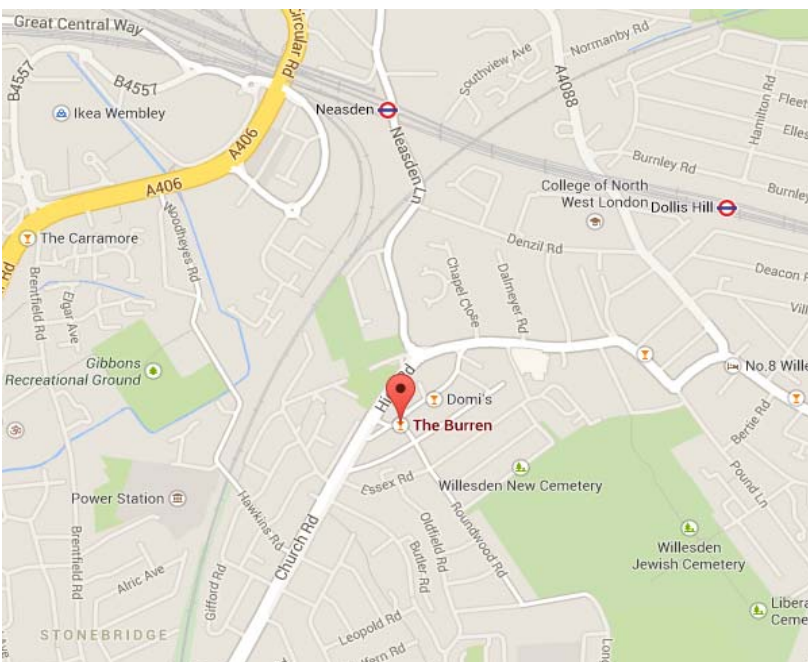 Great Central Way
Circular Rd
Normanby Rd
Southview Ave
B4557
B4557
A4088
Hamilton Rd
Ikea Wembley
Neasden
Fleet
A406
Neasden Ln
Burnley Rd
A406
College of North
West London
Dollis Hill
Burnley
The Carramore
Woodheyes Rd
Denzil Rd
Brentfield Rd
Elgar Ave
Chapel Close
Dalmeyer Rd
Deacon
Gibbons
Recreational Ground
No.8 Wille
Domi's
The Burren
Bertie Rd
Essex Rd
Willesden New Cemetery
Pound Ln
Power Station
Hawkins Rd
Church Rd
Roundwood Rd
Oldfield Rd
Butler Rd
Willesden
Jewish Cemetery
Brentfield Rd
Alric Ave
Gifford Rd
Libera
Ceme
STONEBRIDGE
Leopold Rd